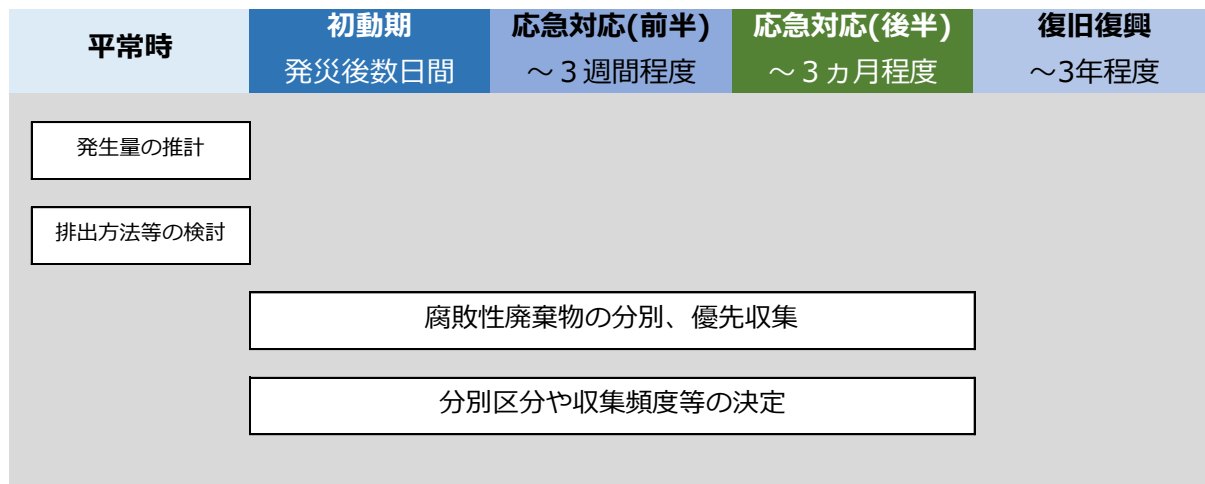 平常時
初動期
発災後数日間
応急対応(前半)
～３週間程度
応急対応(後半)
～３ヵ月程度
復旧復興
～3年程度
発生量の推計
排出方法等の検討
腐敗性廃棄物の分別、優先収集
分別区分や収集頻度等の決定